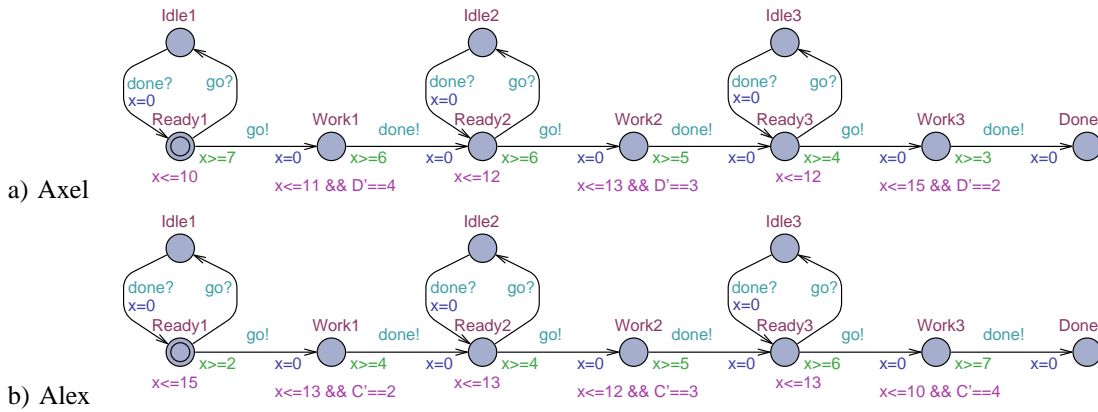 Idle1 Idle2 Idle3
done? go? done? go? done? go?
x=0 x=0 x=0
Ready1 go! Work1 done! Ready2 go! Work2 done! Ready3 go! Work3 done! Done
x>=7 x=0 x>=6 x=0 x>=6 x=0 x>=5 x=0 x>=4 x=0 x>=3 x=0
x<=10 x<=11 && D'==4 x<=12 x<=13 && D'==3 x<=12 x<=15 && D'==2
a) Axel
Idle1 Idle2 Idle3
done? go? done? go? done? go?
x=0 x=0 x=0
Ready1 go! Work1 done! Ready2 go! Work2 done! Ready3 go! Work3 done! Done
x>=2 x=0 x>=4 x=0 x>=4 x=0 x>=5 x=0 x>=6 x=0 x>=7 x=0
x<=15 x<=13 && C'==2 x<=13 x<=12 && C'==3 x<=13 x<=10 && C'==4
b) Alex